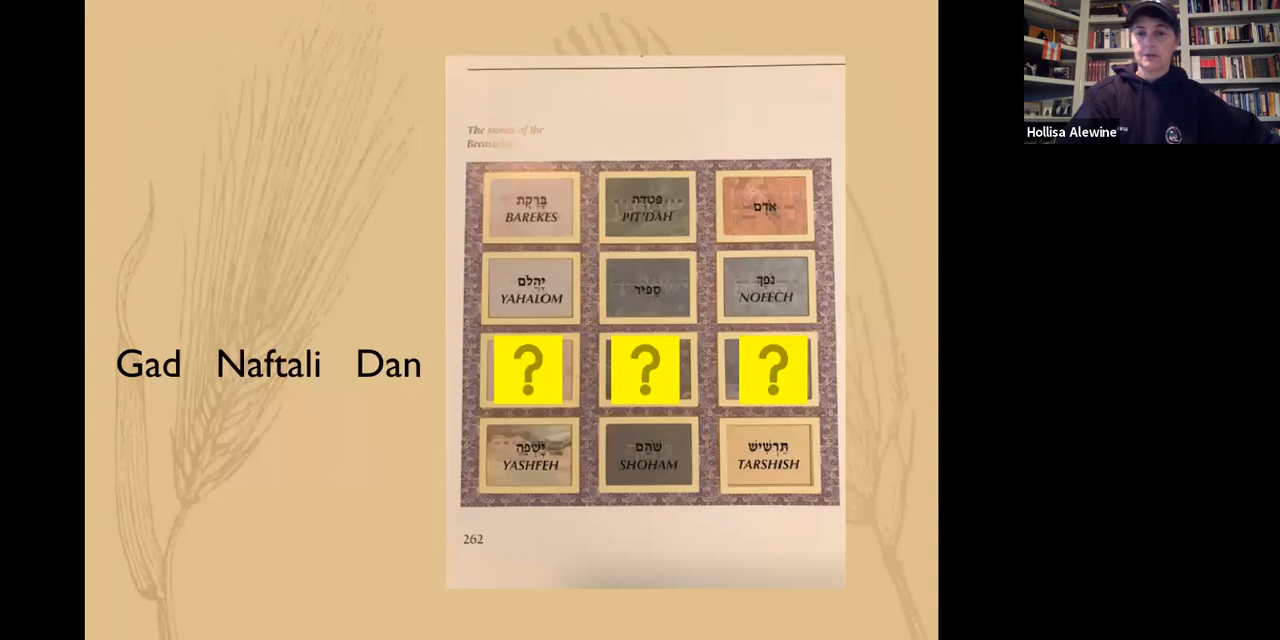 Hollisa Alewine
The stones of the
בָּרֶקֶת פִּטְדָה אֹדֶם
BAREKES PIT'DAH
יָהֲלֹם סַפִּיר נֹפֶךְ
YAHALOM NOFECH
Gad Naftali Dan ? ? ?
יָשְׁפֵה שֹׁהַם תַּרְשִׁישׁ
YASHFEH SHOHAM TARSHISH
262